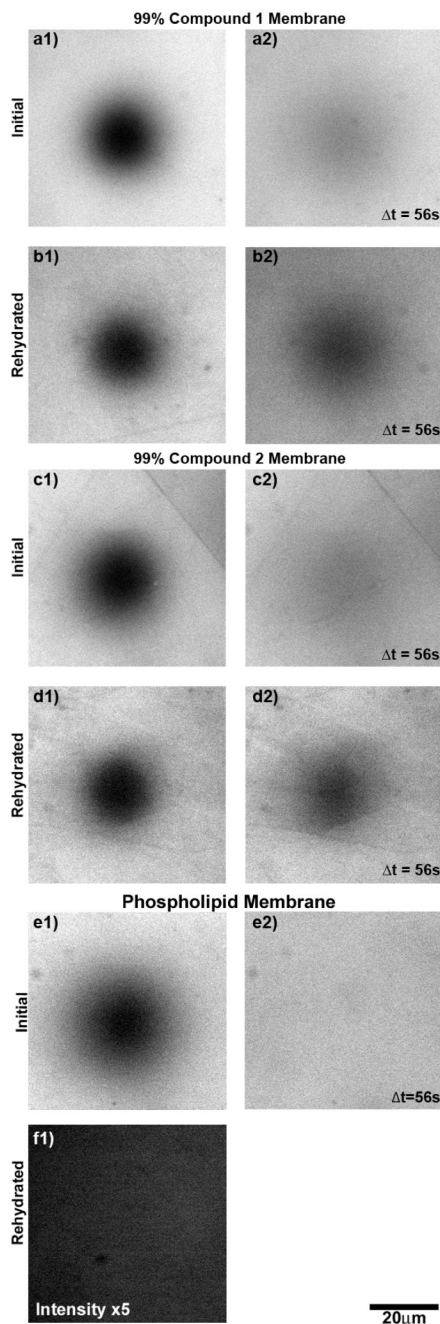 99% Compound 1 Membrane
a1)
a2)
Initial
Δt = 56s
b1)
b2)
Rehydrated
Δt = 56s
99% Compound 2 Membrane
c1)
c2)
Initial
Δt = 56s
d1)
d2)
Rehydrated
Δt = 56s
Phospholipid Membrane
e1)
e2)
Initial
Δt=56s
f1)
Rehydrated
Intensity x5
20μm